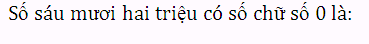 Số sáu mươi hai triệu có số chữ số 0 là: